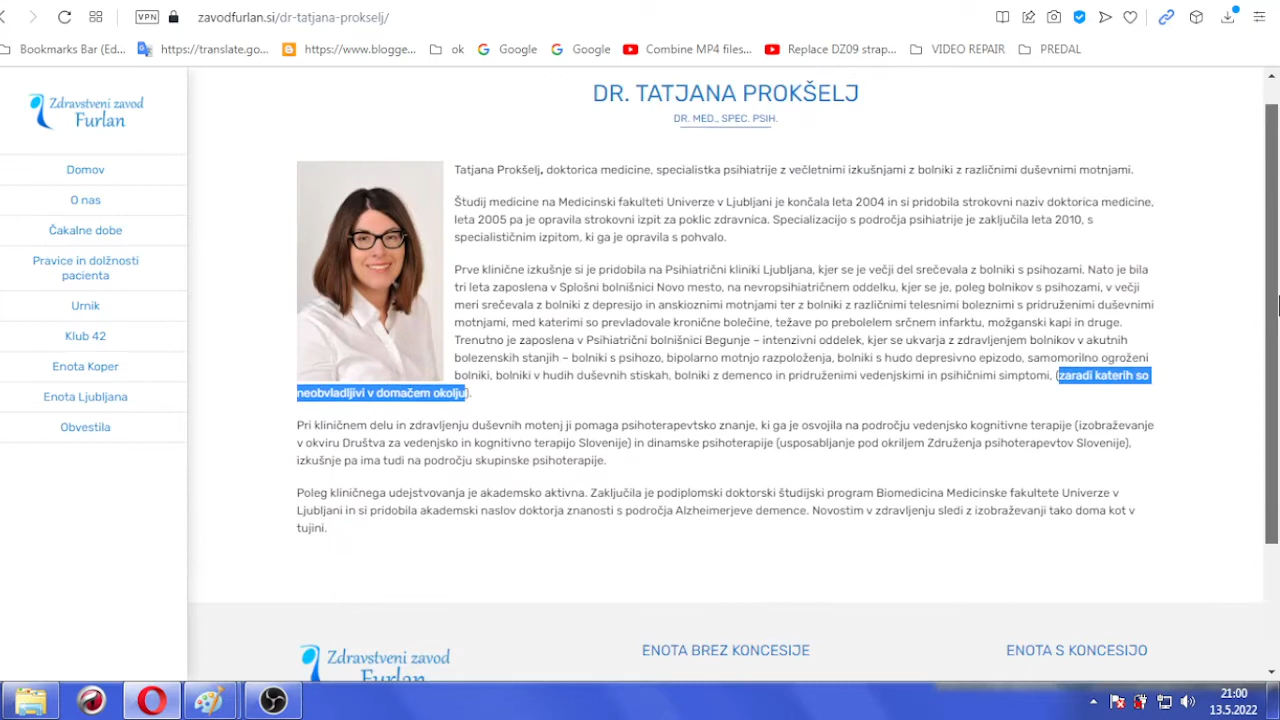 VPN zavodfurlan.si/dr-tatjana-prokselj/
Bookmarks Bar (Ed... https://translate.go... https://www.blogge... ok Google Google Combine MP4 files... Replace DZ09 strap... VIDEO REPAIR PREDAL
Zdravstveni zavod
Furlan
Domov
O nas
Čakalne dobe
Pravice in dolžnosti
pacienta
Urnik
Klub 42
Enota Koper
Enota Ljubljana
Obvestila
DR. TATJANA PROKŠELJ
DR. MED., SPEC. PSIH.
Tatjana Prokšelj, doktorica medicine, specialistka psihiatrije z večletnimi izkušnjami z bolniki z različnimi duševnimi motnjami.
Študij medicine na Medicinski fakulteti Univerze v Ljubljani je končala leta 2004 in si pridobila strokovni naziv doktorica medicine,
leta 2005 pa je opravila strokovni izpit za poklic zdravnica. Specializacijo s področja psihiatrije je zaključila leta 2010, s
specialističnim izpitom, ki ga je opravila s pohvalo.
Prve klinične izkušnje si je pridobila na Psihiatrični kliniki Ljubljana, kjer se je večji del srečevala z bolniki s psihozami. Nato je bila
tri leta zaposlena v Splošni bolnišnici Novo mesto, na nevropsihiatričnem oddelku, kjer se je, poleg bolnikov s psihozami, v večji
meri srečevala z bolniki z depresijo in anskioznimi motnjami ter z bolniki z različnimi telesnimi boleznimi s pridruženimi duševnimi
motnjami, med katerimi so prevladovale kronične bolečine, težave po prebolelem srčnem infarktu, možganski kapi in druge.
Trenutno je zaposlena v Psihiatrični bolnišnici Begunje – intenzivni oddelek, kjer se ukvarja z zdravljenjem bolnikov v akutnih
bolezenskih stanjih – bolniki s psihozo, bipolarno motnjo razpoloženja, bolniki s hudo depresivno epizodo, samomorilno ogroženi
bolniki, bolniki v hudih duševnih stiskah, bolniki z demenco in pridruženimi vedenjskimi in psihičnimi simptomi, (zaradi katerih so
neobvladljivi v domačem okolju).
Pri kliničnem delu in zdravljenju duševnih motenj ji pomaga psihoterapevtsko znanje, ki ga je osvojila na področju vedenjsko kognitivne terapije (izobraževanje
v okviru Društva za vedenjsko in kognitivno terapijo Slovenije) in dinamske psihoterapije (usposabljanje pod okriljem Združenja psihoterapevtov Slovenije),
izkušnje pa ima tudi na področju skupinske psihoterapije.
Poleg kliničnega udejstvovanja je akademsko aktivna. Zaključila je podiplomski doktorski študijski program Biomedicina Medicinske fakultete Univerze v
Ljubljani in si pridobila akademski naslov doktorja znanosti s področja Alzheimerjeve demence. Novostim v zdravljenju sledi z izobraževanji tako doma kot v
tujini.
Zdravstveni zavod
Furlan
ENOTA BREZ KONCESIJE
ENOTA S KONCESIJO
21:00
13.5.2022